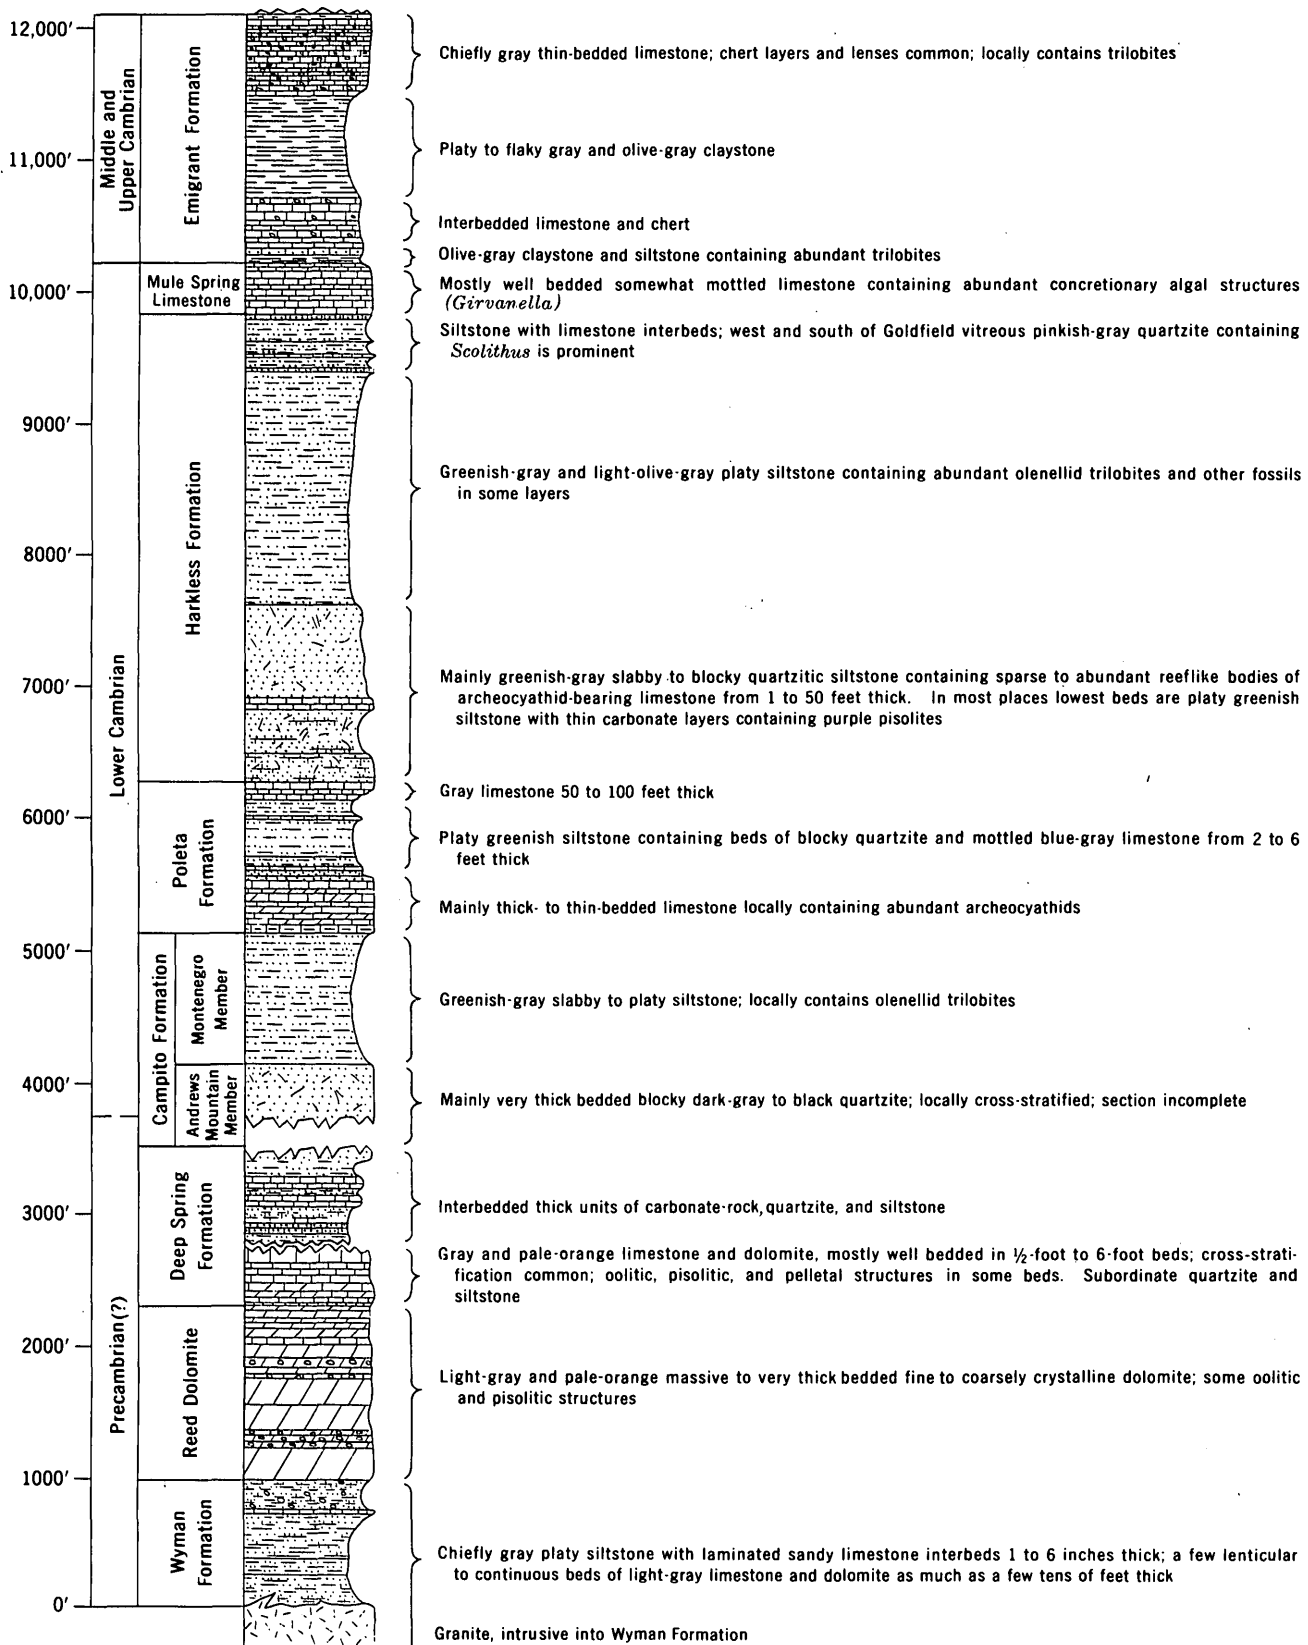 12,000'
11,000'
10,000'
9000'
8000'
7000'
6000'
5000'
4000'
3000'
2000'
1000'
0'
Middle and
Upper Cambrian
Lower Cambrian
Precambrian(?)
Emigrant Formation
Mule Spring
Limestone
Harkless Formation
Poleta
Formation
Campito Formation
Montenegro
Member
Andrews
Mountain
Member
Deep Spring
Formation
Reed Dolomite
Wyman
Formation
Chiefly gray thin-bedded limestone; chert layers and lenses common; locally contains trilobites
Platy to flaky gray and olive-gray claystone
Interbedded limestone and chert
Olive-gray claystone and siltstone containing abundant trilobites
Mostly well bedded somewhat mottled limestone containing abundant concretionary algal structures
(Girvanella)
Siltstone with limestone interbeds; west and south of Goldfield vitreous pinkish-gray quartzite containing
Scolithus is prominent
Greenish-gray and light-olive-gray platy siltstone containing abundant olenellid trilobites and other fossils
in some layers
Mainly greenish-gray slabby to blocky quartzitic siltstone containing sparse to abundant reeflike bodies of
archeocyathid-bearing limestone from 1 to 50 feet thick. In most places lowest beds are platy greenish
siltstone with thin carbonate layers containing purple pisolites
Gray limestone 50 to 100 feet thick
Platy greenish siltstone containing beds of blocky quartzite and mottled blue-gray limestone from 2 to 6
feet thick
Mainly thick- to thin-bedded limestone locally containing abundant archeocyathids
Greenish-gray slabby to platy siltstone; locally contains olenellid trilobites
Mainly very thick bedded blocky dark-gray to black quartzite; locally cross-stratified; section incomplete
Interbedded thick units of carbonate-rock, quartzite, and siltstone
Gray and pale-orange limestone and dolomite, mostly well bedded in ½-foot to 6-foot beds; cross-strati-
fication common; oolitic, pisolitic, and pelletal structures in some beds. Subordinate quartzite and
siltstone
Light-gray and pale-orange massive to very thick bedded fine to coarsely crystalline dolomite; some oolitic
and pisolitic structures
Chiefly gray platy siltstone with laminated sandy limestone interbeds 1 to 6 inches thick; a few lenticular
to continuous beds of light-gray limestone and dolomite as much as a few tens of feet thick
Granite, intrusive into Wyman Formation